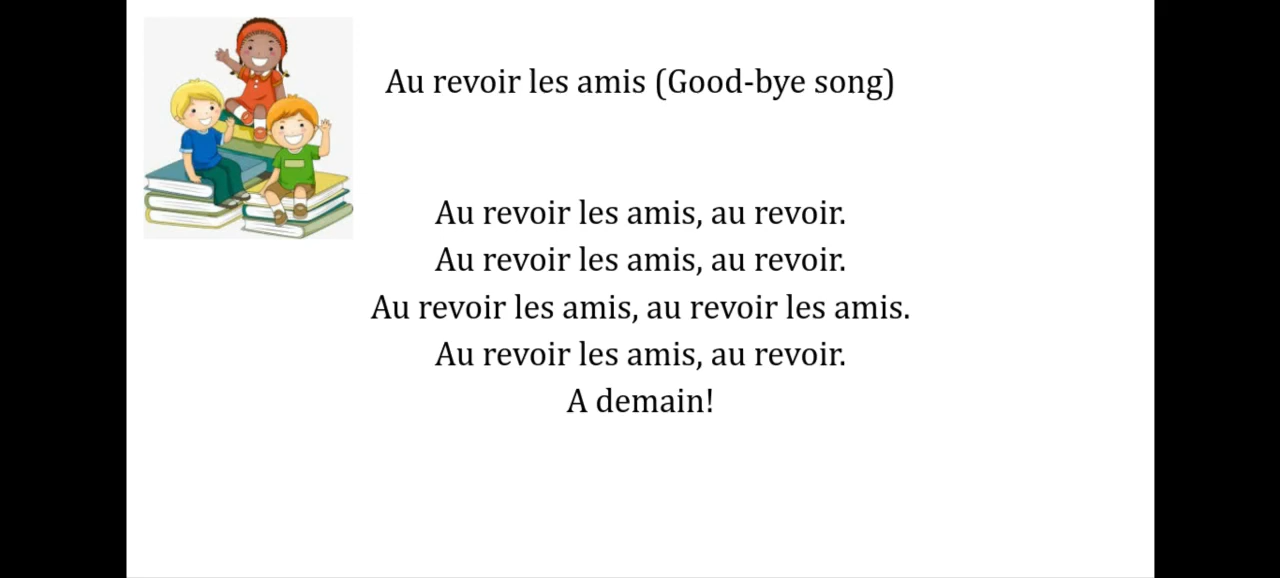 Au revoir les amis (Good-bye song)
Au revoir les amis, au revoir.
Au revoir les amis, au revoir.
Au revoir les amis, au revoir les amis.
Au revoir les amis, au revoir.
A demain!